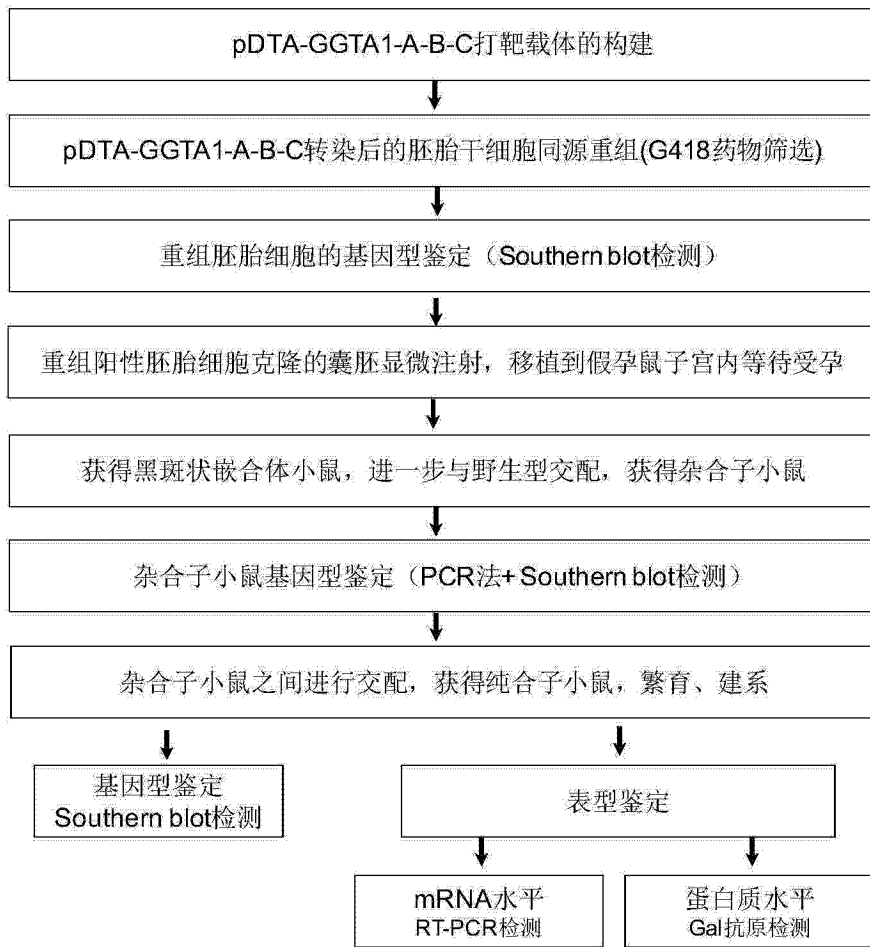 pDTA-GGTA1-A-B-C打靶载体的构建
pDTA-GGTA1-A-B-C转染后的胚胎干细胞同源重组(G418药物筛选)
重组胚胎细胞的基因型鉴定（Southern blot检测）
重组阳性胚胎细胞克隆的囊胚显微注射，移植到假孕鼠子宫内等待受孕
获得黑斑状嵌合体小鼠，进一步与野生型交配，获得杂合子小鼠
杂合子小鼠基因型鉴定（PCR法+Southern blot检测）
杂合子小鼠之间进行交配，获得纯合子小鼠，繁育、建系
基因型鉴定
Southern blot检测
表型鉴定
mRNA水平
RT-PCR检测
蛋白质水平
Gal抗原检测